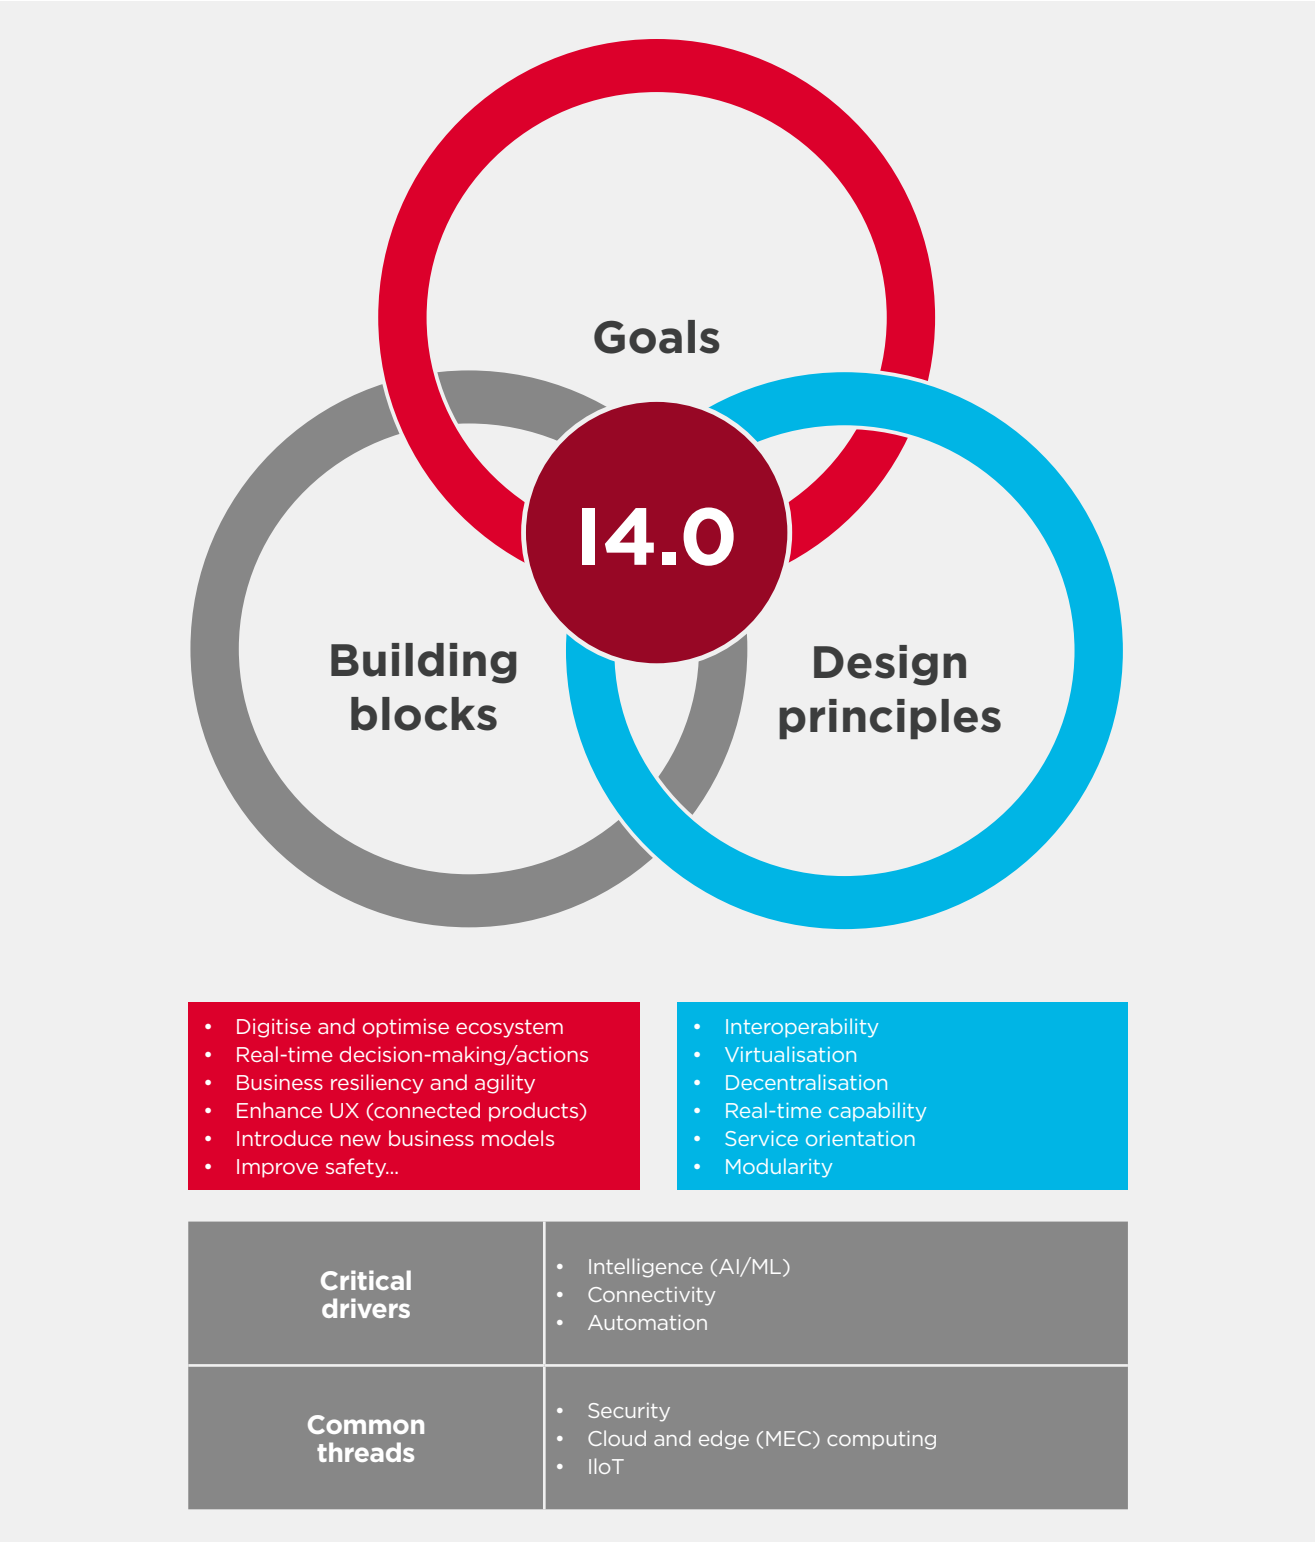 Goals
I4.0
Building
blocks
Design
principles
• Digitise and optimise ecosystem
• Real-time decision-making/actions
• Business resiliency and agility
• Enhance UX (connected products)
• Introduce new business models
• Improve safety...
• Interoperability
• Virtualisation
• Decentralisation
• Real-time capability
• Service orientation
• Modularity
Critical
drivers
• Intelligence (AI/ML)
• Connectivity
• Automation
Common
threads
• Security
• Cloud and edge (MEC) computing
• IIoT